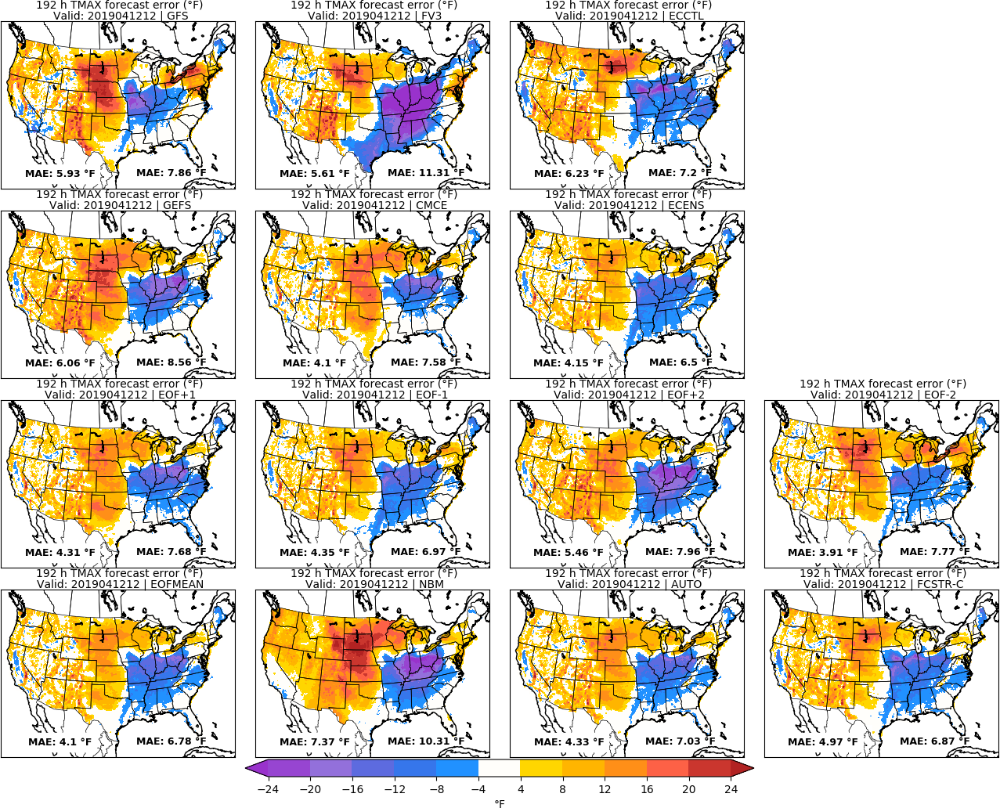 192 h TMAX forecast error (°F)
Valid: 2019041212 | GFS
MAE: 5.93 °F
MAE: 7.86 °F
192 h TMAX forecast error (°F)
Valid: 2019041212 | FV3
MAE: 5.61 °F
MAE: 11.31 °F
192 h TMAX forecast error (°F)
Valid: 2019041212 | ECCTL
MAE: 6.23 °F
MAE: 7.2 °F
192 h TMAX forecast error (°F)
Valid: 2019041212 | GEFS
MAE: 6.06 °F
MAE: 8.56 °F
192 h TMAX forecast error (°F)
Valid: 2019041212 | CMCE
MAE: 4.1 °F
MAE: 7.58 °F
192 h TMAX forecast error (°F)
Valid: 2019041212 | ECENS
MAE: 4.15 °F
MAE: 6.5 °F
192 h TMAX forecast error (°F)
Valid: 2019041212 | EOF+1
MAE: 4.31 °F
MAE: 7.68 °F
192 h TMAX forecast error (°F)
Valid: 2019041212 | EOF-1
MAE: 4.35 °F
MAE: 6.97 °F
192 h TMAX forecast error (°F)
Valid: 2019041212 | EOF+2
MAE: 5.46 °F
MAE: 7.96 °F
192 h TMAX forecast error (°F)
Valid: 2019041212 | EOF-2
MAE: 3.91 °F
MAE: 7.77 °F
192 h TMAX forecast error (°F)
Valid: 2019041212 | EOFMEAN
MAE: 4.1 °F
MAE: 6.78 °F
192 h TMAX forecast error (°F)
Valid: 2019041212 | NBM
MAE: 7.37 °F
MAE: 10.31 °F
192 h TMAX forecast error (°F)
Valid: 2019041212 | AUTO
MAE: 4.33 °F
MAE: 7.03 °F
192 h TMAX forecast error (°F)
Valid: 2019041212 | FCSTR-C
MAE: 4.97 °F
MAE: 6.87 °F
−24 −20 −16 −12 −8 −4 4 8 12 16 20 24
°F